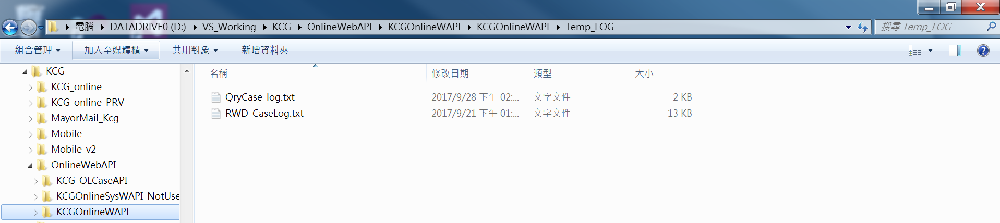 電腦 DATADRIVE0 (D:) VS_Working KCG OnlineWebAPI KCGOnlineWAPI KCGOnlineWAPI Temp_LOG 搜尋 Temp_LOG
組合管理 加入至媒體櫃 共用對象 新增資料夾
KCG
KCG_online
KCG_online_PRV
MayorMail_Kcg
Mobile
Mobile_v2
OnlineWebAPI
KCG_OLCaseAPI
KCGOnlineSysWAPI_NotUse
KCGOnlineWAPI
名稱 修改日期 類型 大小
QryCase_log.txt 2017/9/28 下午 02:... 文字文件 2 KB
RWD_CaseLog.txt 2017/9/21 下午 01:... 文字文件 13 KB